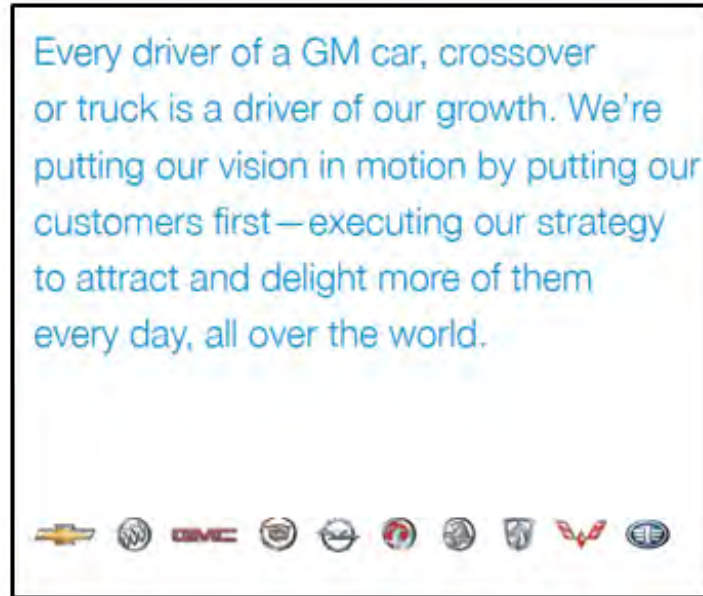 Every driver of a GM car, crossover
or truck is a driver of our growth. We're
putting our vision in motion by putting our
customers first—executing our strategy
to attract and delight more of them
every day, all over the world.
GMC